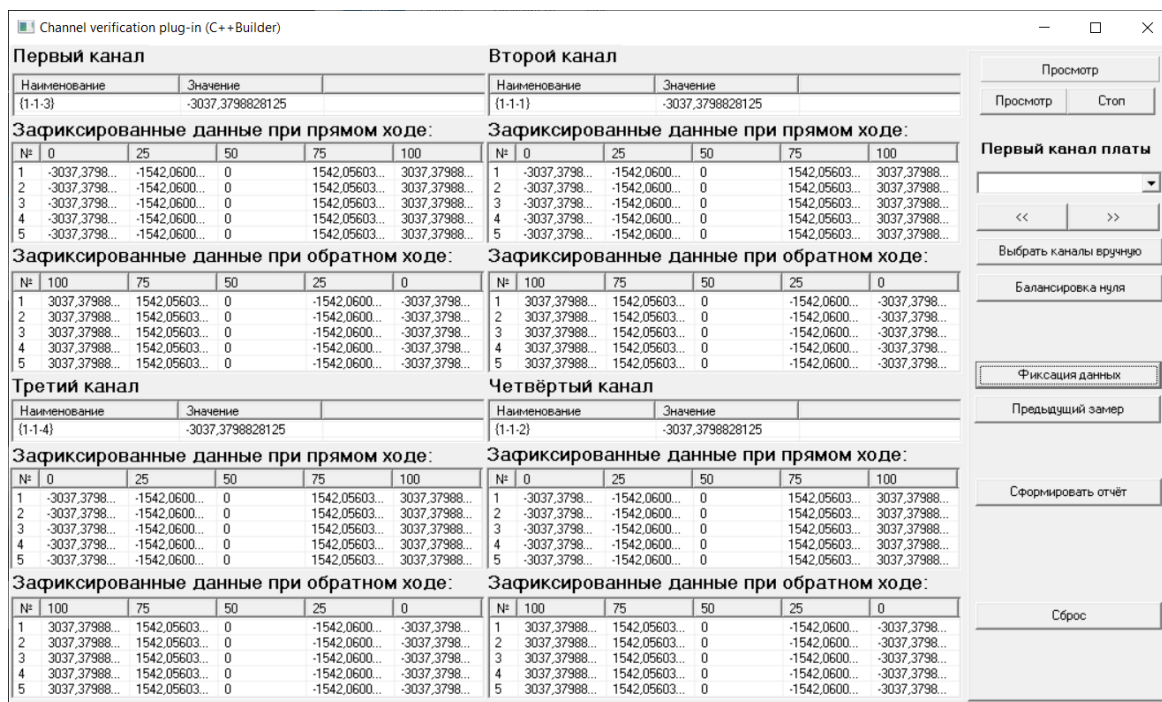 Channel verification plug-in (C++Builder)
Первый канал
Наименование Значение
{1-1-3} -3037,3798828125
Зафиксированные данные при прямом ходе:
№ 0 25 50 75 100
1 -3037,3798... -1542,0600... 0 1542,05603... 3037,37988...
2 -3037,3798... -1542,0600... 0 1542,05603... 3037,37988...
3 -3037,3798... -1542,0600... 0 1542,05603... 3037,37988...
4 -3037,3798... -1542,0600... 0 1542,05603... 3037,37988...
5 -3037,3798... -1542,0600... 0 1542,05603... 3037,37988...
Зафиксированные данные при обратном ходе:
№ 100 75 50 25 0
1 3037,37988... 1542,05603... 0 -1542,0600... -3037,3798...
2 3037,37988... 1542,05603... 0 -1542,0600... -3037,3798...
3 3037,37988... 1542,05603... 0 -1542,0600... -3037,3798...
4 3037,37988... 1542,05603... 0 -1542,0600... -3037,3798...
5 3037,37988... 1542,05603... 0 -1542,0600... -3037,3798...
Второй канал
Наименование Значение
{1-1-1} -3037,3798828125
Зафиксированные данные при прямом ходе:
№ 0 25 50 75 100
1 -3037,3798... -1542,0600... 0 1542,05603... 3037,37988...
2 -3037,3798... -1542,0600... 0 1542,05603... 3037,37988...
3 -3037,3798... -1542,0600... 0 1542,05603... 3037,37988...
4 -3037,3798... -1542,0600... 0 1542,05603... 3037,37988...
5 -3037,3798... -1542,0600... 0 1542,05603... 3037,37988...
Зафиксированные данные при обратном ходе:
№ 100 75 50 25 0
1 3037,37988... 1542,05603... 0 -1542,0600... -3037,3798...
2 3037,37988... 1542,05603... 0 -1542,0600... -3037,3798...
3 3037,37988... 1542,05603... 0 -1542,0600... -3037,3798...
4 3037,37988... 1542,05603... 0 -1542,0600... -3037,3798...
5 3037,37988... 1542,05603... 0 -1542,0600... -3037,3798...
Третий канал
Наименование Значение
{1-1-4} -3037,3798828125
Зафиксированные данные при прямом ходе:
№ 0 25 50 75 100
1 -3037,3798... -1542,0600... 0 1542,05603... 3037,37988...
2 -3037,3798... -1542,0600... 0 1542,05603... 3037,37988...
3 -3037,3798... -1542,0600... 0 1542,05603... 3037,37988...
4 -3037,3798... -1542,0600... 0 1542,05603... 3037,37988...
5 -3037,3798... -1542,0600... 0 1542,05603... 3037,37988...
Зафиксированные данные при обратном ходе:
№ 100 75 50 25 0
1 3037,37988... 1542,05603... 0 -1542,0600... -3037,3798...
2 3037,37988... 1542,05603... 0 -1542,0600... -3037,3798...
3 3037,37988... 1542,05603... 0 -1542,0600... -3037,3798...
4 3037,37988... 1542,05603... 0 -1542,0600... -3037,3798...
5 3037,37988... 1542,05603... 0 -1542,0600... -3037,3798...
Четвёртый канал
Наименование Значение
{1-1-2} -3037,3798828125
Зафиксированные данные при прямом ходе:
№ 0 25 50 75 100
1 -3037,3798... -1542,0600... 0 1542,05603... 3037,37988...
2 -3037,3798... -1542,0600... 0 1542,05603... 3037,37988...
3 -3037,3798... -1542,0600... 0 1542,05603... 3037,37988...
4 -3037,3798... -1542,0600... 0 1542,05603... 3037,37988...
5 -3037,3798... -1542,0600... 0 1542,05603... 3037,37988...
Зафиксированные данные при обратном ходе:
№ 100 75 50 25 0
1 3037,37988... 1542,05603... 0 -1542,0600... -3037,3798...
2 3037,37988... 1542,05603... 0 -1542,0600... -3037,3798...
3 3037,37988... 1542,05603... 0 -1542,0600... -3037,3798...
4 3037,37988... 1542,05603... 0 -1542,0600... -3037,3798...
5 3037,37988... 1542,05603... 0 -1542,0600... -3037,3798...
Просмотр
Просмотр Стоп
Первый канал платы
<< >>
Выбрать каналы вручную
Балансировка нуля
Фиксация данных
Предыдущий замер
Сформировать отчёт
Сброс